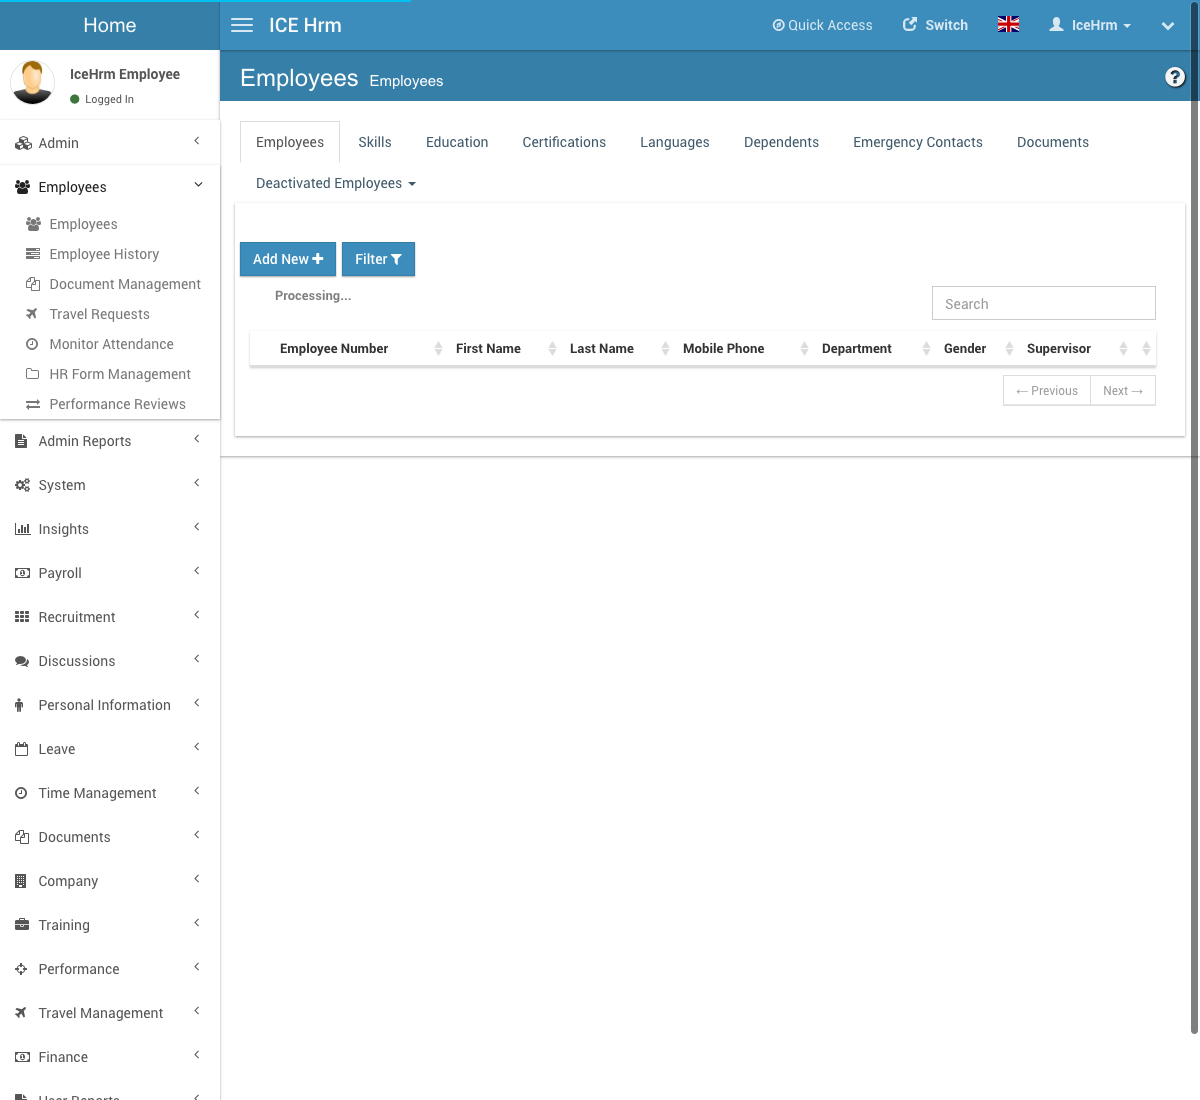 Home
ICE Hrm
Quick Access
Switch
IceHrm
IceHrm Employee
Logged In
Employees Employees
?
Admin
Employees
Employees
Employee History
Document Management
Travel Requests
Monitor Attendance
HR Form Management
Performance Reviews
Admin Reports
System
Insights
Payroll
Recruitment
Discussions
Personal Information
Leave
Time Management
Documents
Company
Training
Performance
Travel Management
Finance
User Reports
Employees Skills Education Certifications Languages Dependents Emergency Contacts Documents
Deactivated Employees
Add New Filter
Processing...
Search
Employee Number First Name Last Name Mobile Phone Department Gender Supervisor
← Previous Next →